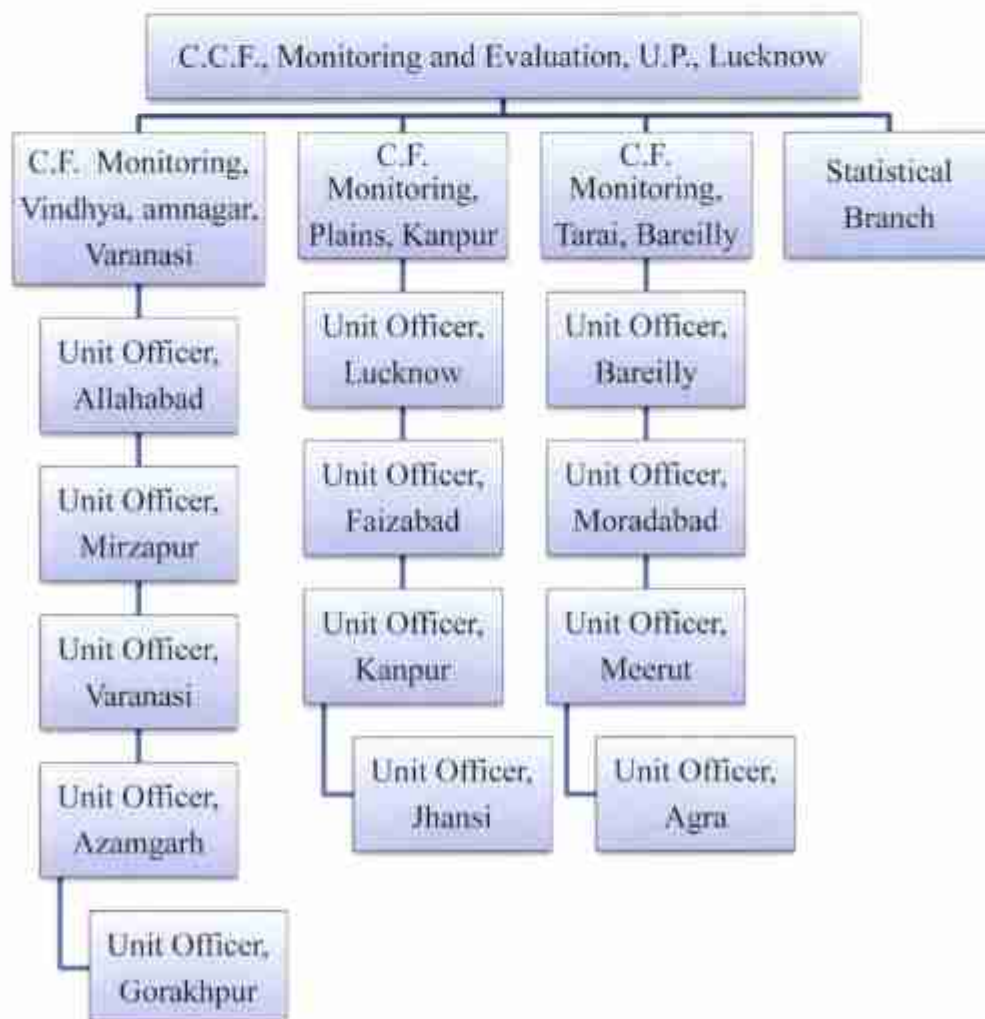 C.C.F., Monitoring and Evaluation, U.P., Lucknow
C.F. Monitoring,
Vindhya, amnagar,
Varanasi
Unit Officer,
Allahabad
Unit Officer,
Mirzapur
Unit Officer,
Varanasi
Unit Officer,
Azamgarh
Unit Officer,
Gorakhpur
C.F.
Monitoring,
Plains, Kanpur
Unit Officer,
Lucknow
Unit Officer,
Faizabad
Unit Officer,
Kanpur
Unit Officer,
Jhansi
C.F.
Monitoring,
Tarai, Bareilly
Unit Officer,
Bareilly
Unit Officer,
Moradabad
Unit Officer,
Meerut
Unit Officer,
Agra
Statistical
Branch